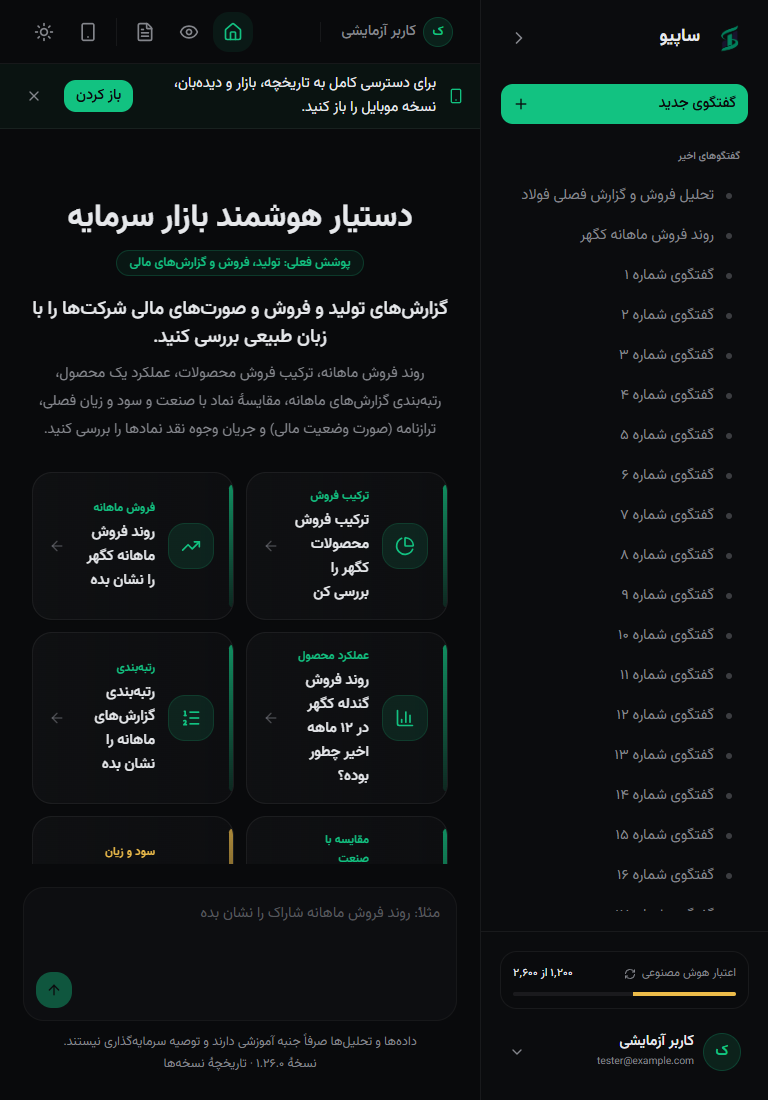 ساپیو
گفتگوی جدید
گفتگوهای اخیر
تحلیل فروش و گزارش فصلی فولاد
روند فروش ماهانه کگهر
گفتگوی شماره ۱
گفتگوی شماره ۲
گفتگوی شماره ۳
گفتگوی شماره ۴
گفتگوی شماره ۵
گفتگوی شماره ۶
گفتگوی شماره ۷
گفتگوی شماره ۸
گفتگوی شماره ۹
گفتگوی شماره ۱۰
گفتگوی شماره ۱۱
گفتگوی شماره ۱۲
گفتگوی شماره ۱۳
گفتگوی شماره ۱۴
گفتگوی شماره ۱۵
گفتگوی شماره ۱۶
اعتبار هوش مصنوعی
۱,۲۰۰ از ۲,۶۰۰
ک
کاربر آزمایشی
tester@example.com
ک
کاربر آزمایشی
برای دسترسی کامل به تاریخچه، بازار و دیده‌بان،
نسخه موبایل را باز کنید.
باز کردن
دستیار هوشمند بازار سرمایه
پوشش فعلی: تولید، فروش و گزارش‌های مالی
گزارش‌های تولید و فروش و صورت‌های مالی شرکت‌ها را با
زبان طبیعی بررسی کنید.
روند فروش ماهانه، ترکیب فروش محصولات، عملکرد یک محصول،
رتبه‌بندی گزارش‌های ماهانه، مقایسهٔ نماد با صنعت و سود و زیان فصلی،
ترازنامه (صورت وضعیت مالی) و جریان وجوه نقد نمادها را بررسی کنید.
ترکیب فروش
ترکیب فروش
محصولات
کگهر را
بررسی کن
فروش ماهانه
روند فروش
ماهانه کگهر
را نشان بده
عملکرد محصول
روند فروش
گندله کگهر
در ۱۲ ماهه
اخیر چطور
بوده؟
رتبه‌بندی
رتبه‌بندی
گزارش‌های
ماهانه را
نشان بده
مقایسه با
صنعت
سود و زیان
مثلاً: روند فروش ماهانه شاراک را نشان بده
داده‌ها و تحلیل‌ها صرفاً جنبه آموزشی دارند و توصیه سرمایه‌گذاری نیستند.
نسخهٔ ۱.۲۶.۰ · تاریخچهٔ نسخه‌ها